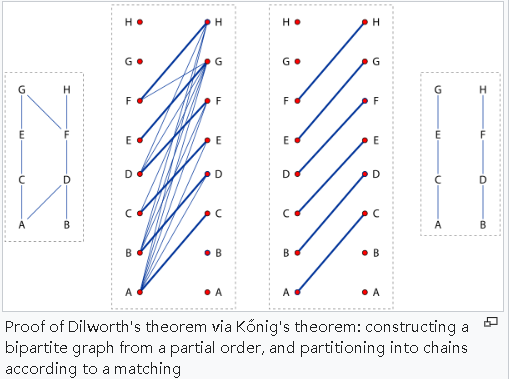 G H
E F
C D
A B
H H
G G
F F
E E
D D
C C
B B
A A
H H
G G
F F
E E
D D
C C
B B
A A
G H
E F
C D
A B
Proof of Dilworth's theorem via Kőnig's theorem: constructing a
bipartite graph from a partial order, and partitioning into chains
according to a matching